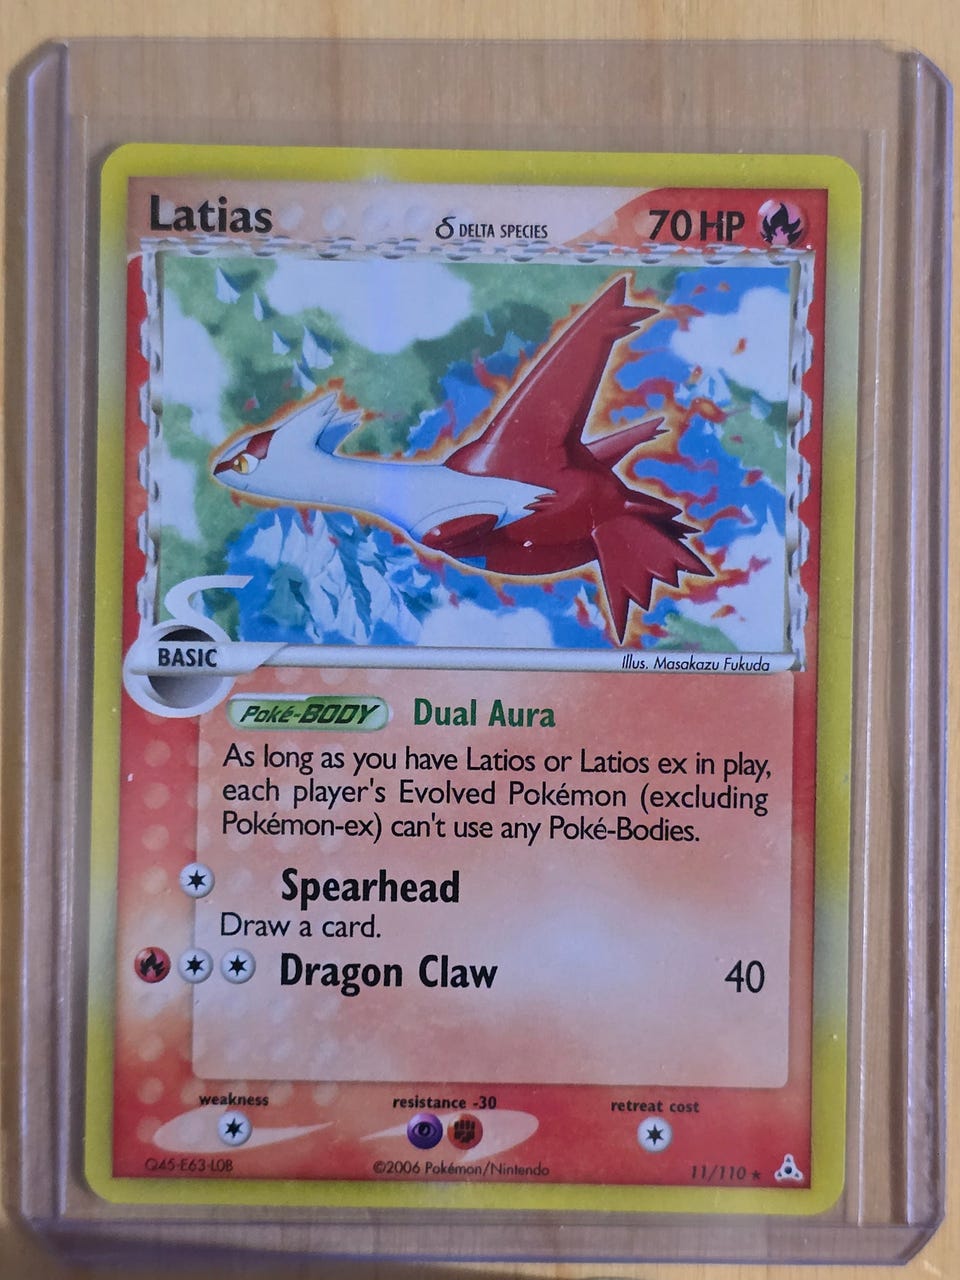 Latias
δ DELTA SPECIES
70 HP
BASIC
Illus. Masakazu Fukuda
Poké-BODY Dual Aura
As long as you have Latios or Latios ex in play,
each player's Evolved Pokémon (excluding
Pokémon-ex) can't use any Poké-Bodies.
Spearhead
Draw a card.
Dragon Claw 40
weakness
resistance -30
retreat cost
Q45-E63-L0B
©2006 Pokémon/Nintendo
11/110 ★